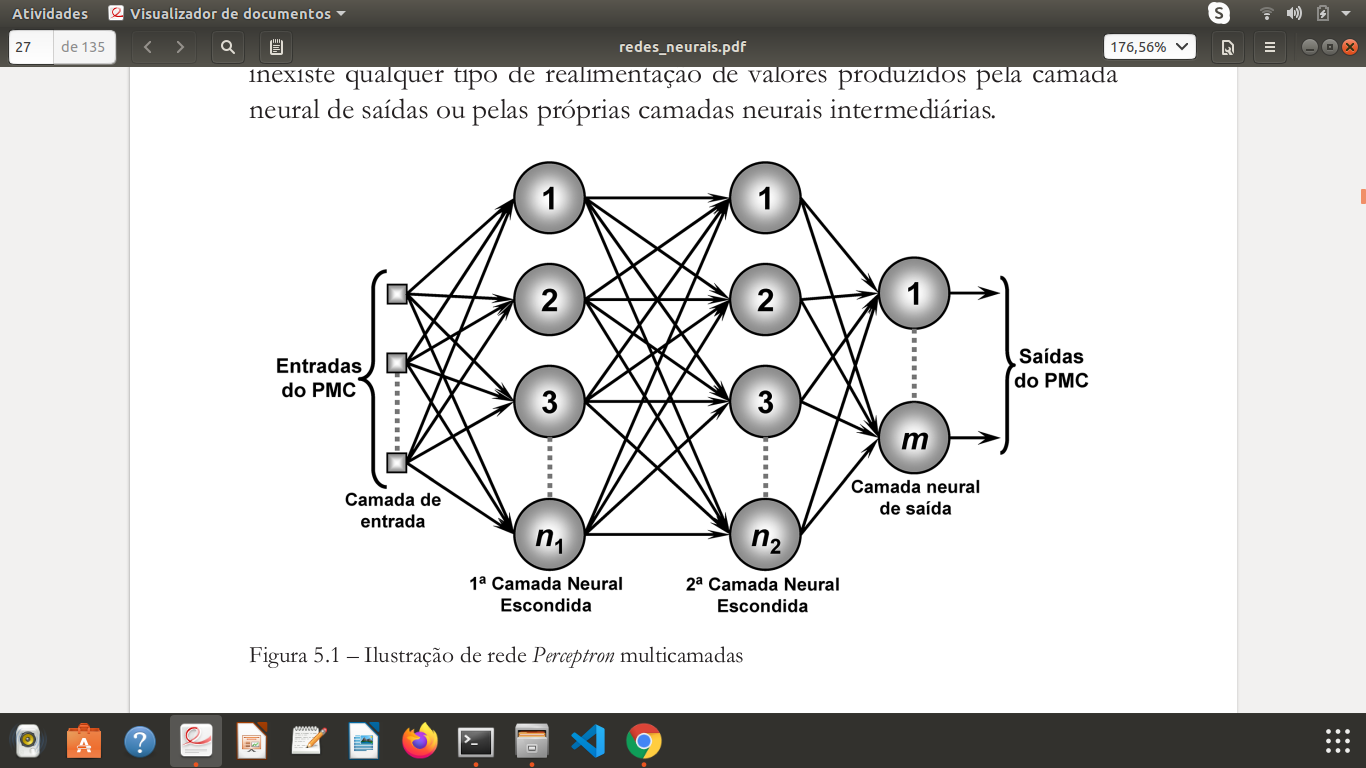 Atividades
Visualizador de documentos
S
27 de 135
redes_neurais.pdf
176,56%
inexiste qualquer tipo de realimentação de valores produzidos pela camada
neural de saídas ou pelas próprias camadas neurais intermediárias.
Entradas
do PMC
Camada de
entrada
1
2
3
n1
1ª Camada Neural
Escondida
1
2
3
n2
2ª Camada Neural
Escondida
1
m
Camada neural
de saída
Saídas
do PMC
Figura 5.1 – Ilustração de rede Perceptron multicamadas